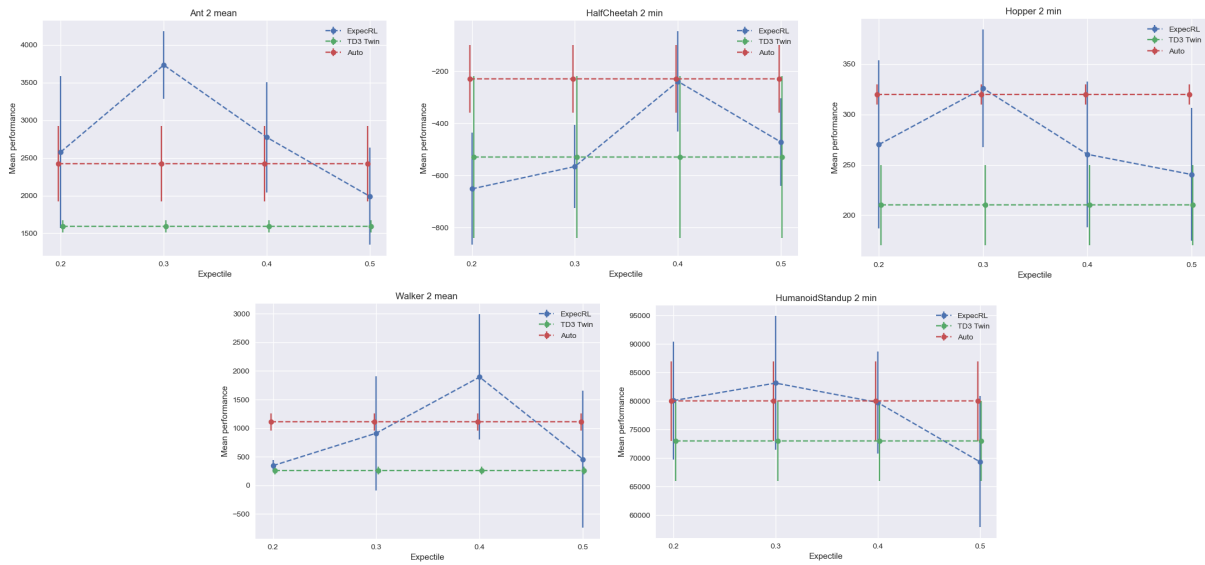 Ant 2 mean
ExpecRL
TD3 Twin
Auto
4000
3500
3000
2500
2000
1500
Mean performance
0.2 0.3 0.4 0.5
Expectile
HalfCheetah 2 min
ExpecRL
TD3 Twin
Auto
−200
−400
−600
−800
Mean performance
0.2 0.3 0.4 0.5
Expectile
Hopper 2 min
ExpecRL
TD3 Twin
Auto
350
300
250
200
Mean performance
0.2 0.3 0.4 0.5
Expectile
Walker 2 mean
ExpecRL
TD3 Twin
Auto
3000
2500
2000
1500
1000
500
0
−500
Mean performance
0.2 0.3 0.4 0.5
Expectile
HumanoidStandup 2 min
ExpecRL
TD3 Twin
Auto
95000
90000
85000
80000
75000
70000
65000
60000
Mean performance
0.2 0.3 0.4 0.5
Expectile